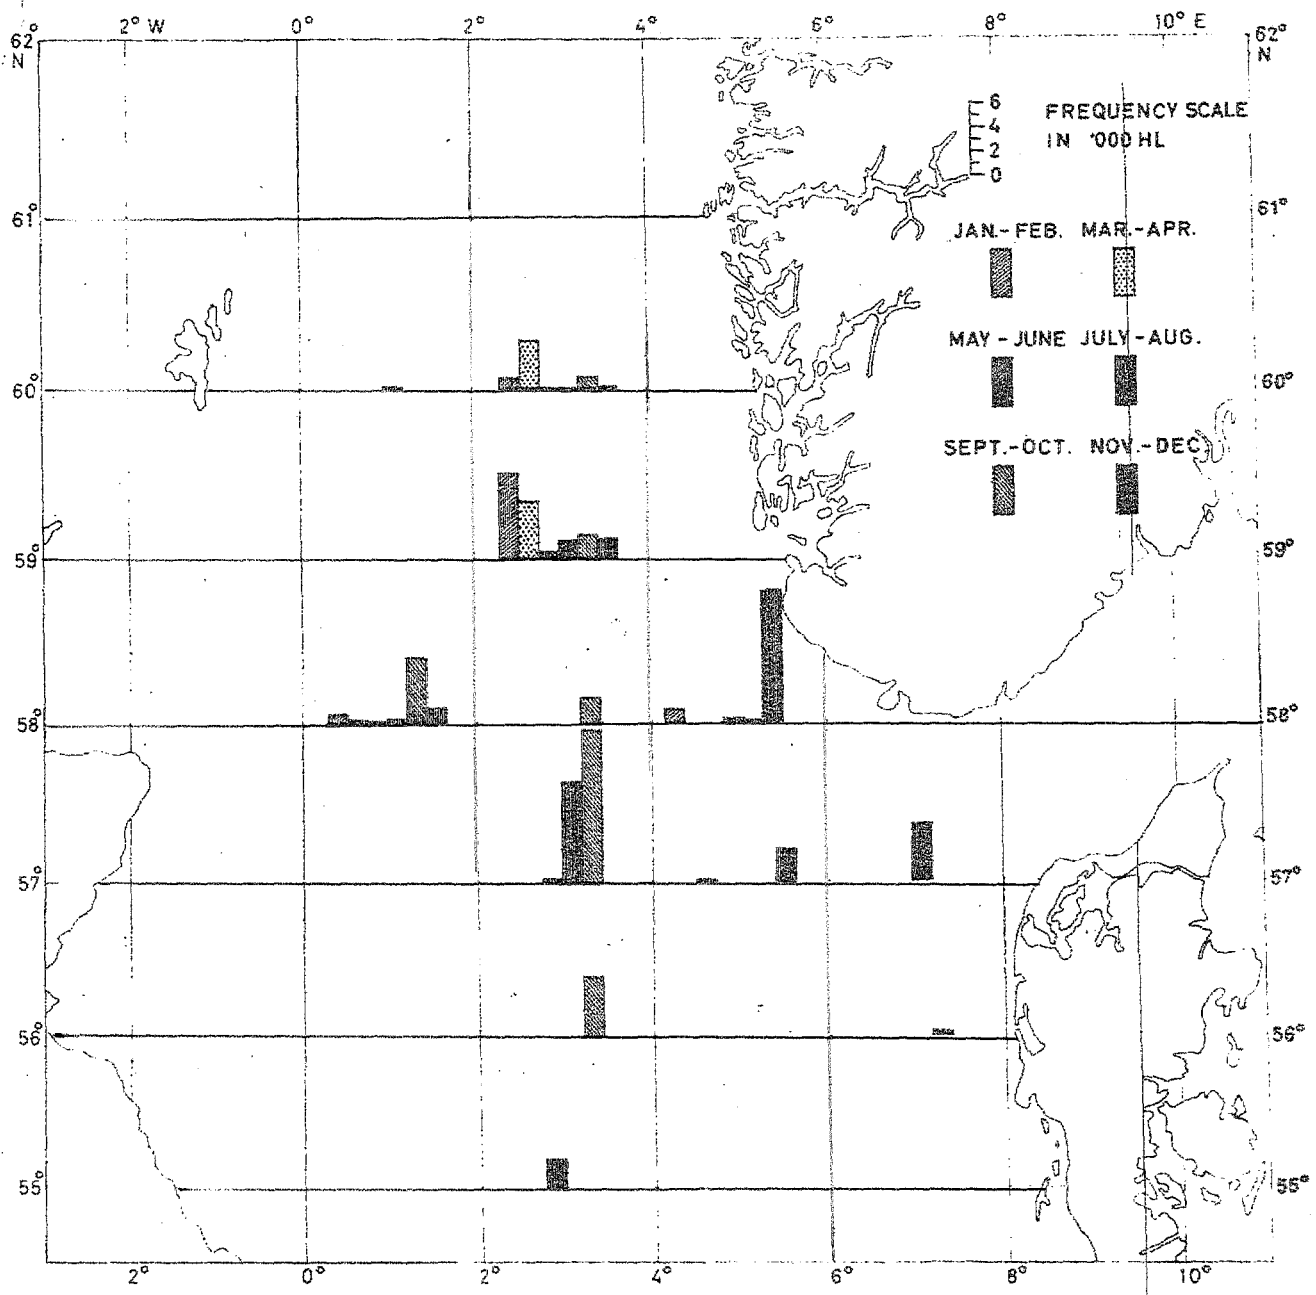 2° W 0° 2° 4° 6° 8° 10° E
62° 62°
N N
6
4
2
0
FREQUENCY SCALE
IN '000 HL
61° 61°
JAN.-FEB. MAR.-APR.
MAY-JUNE JULY-AUG.
60° 60°
SEPT.-OCT. NOV.-DEC.
59° 59°
58° 58°
57° 57°
56° 56°
55° 55°
2° 0° 2° 4° 6° 8° 10°